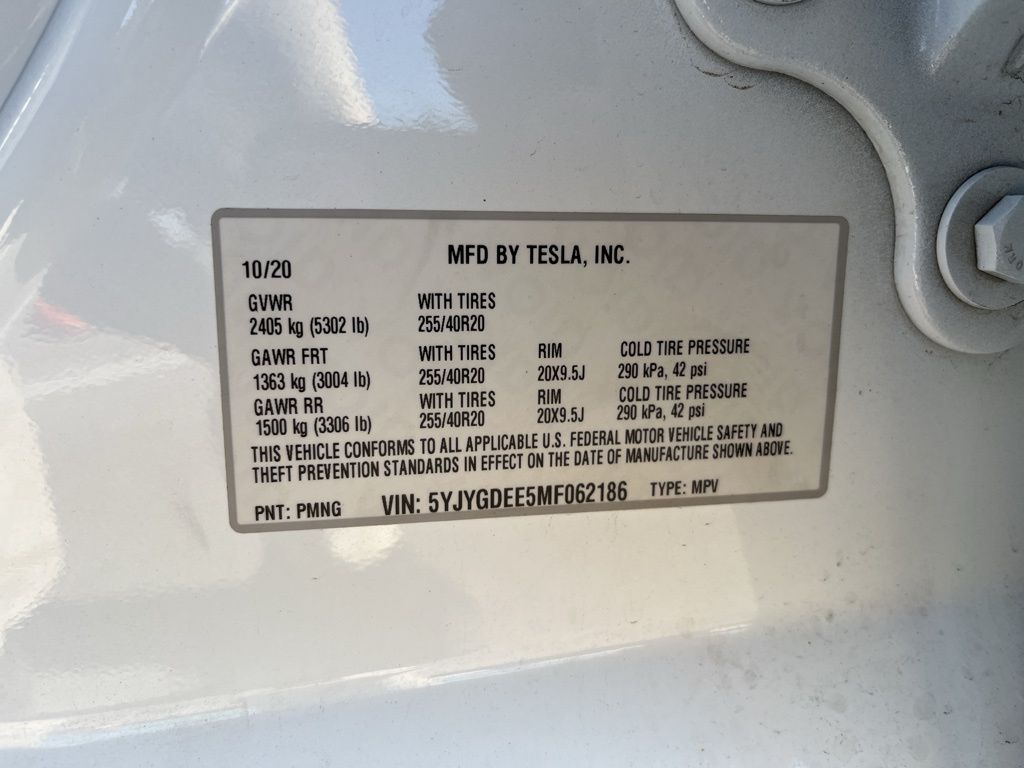 MFD BY TESLA, INC.
10/20
GVWR WITH TIRES
2405 kg (5302 lb) 255/40R20
GAWR FRT WITH TIRES RIM COLD TIRE PRESSURE
1363 kg (3004 lb) 255/40R20 20X9.5J 290 kPa, 42 psi
GAWR RR WITH TIRES RIM COLD TIRE PRESSURE
1500 kg (3306 lb) 255/40R20 20X9.5J 290 kPa, 42 psi
THIS VEHICLE CONFORMS TO ALL APPLICABLE U.S. FEDERAL MOTOR VEHICLE SAFETY AND
THEFT PREVENTION STANDARDS IN EFFECT ON THE DATE OF MANUFACTURE SHOWN ABOVE.
PNT: PMNG VIN: 5YJYGDEE5MF062186 TYPE: MPV